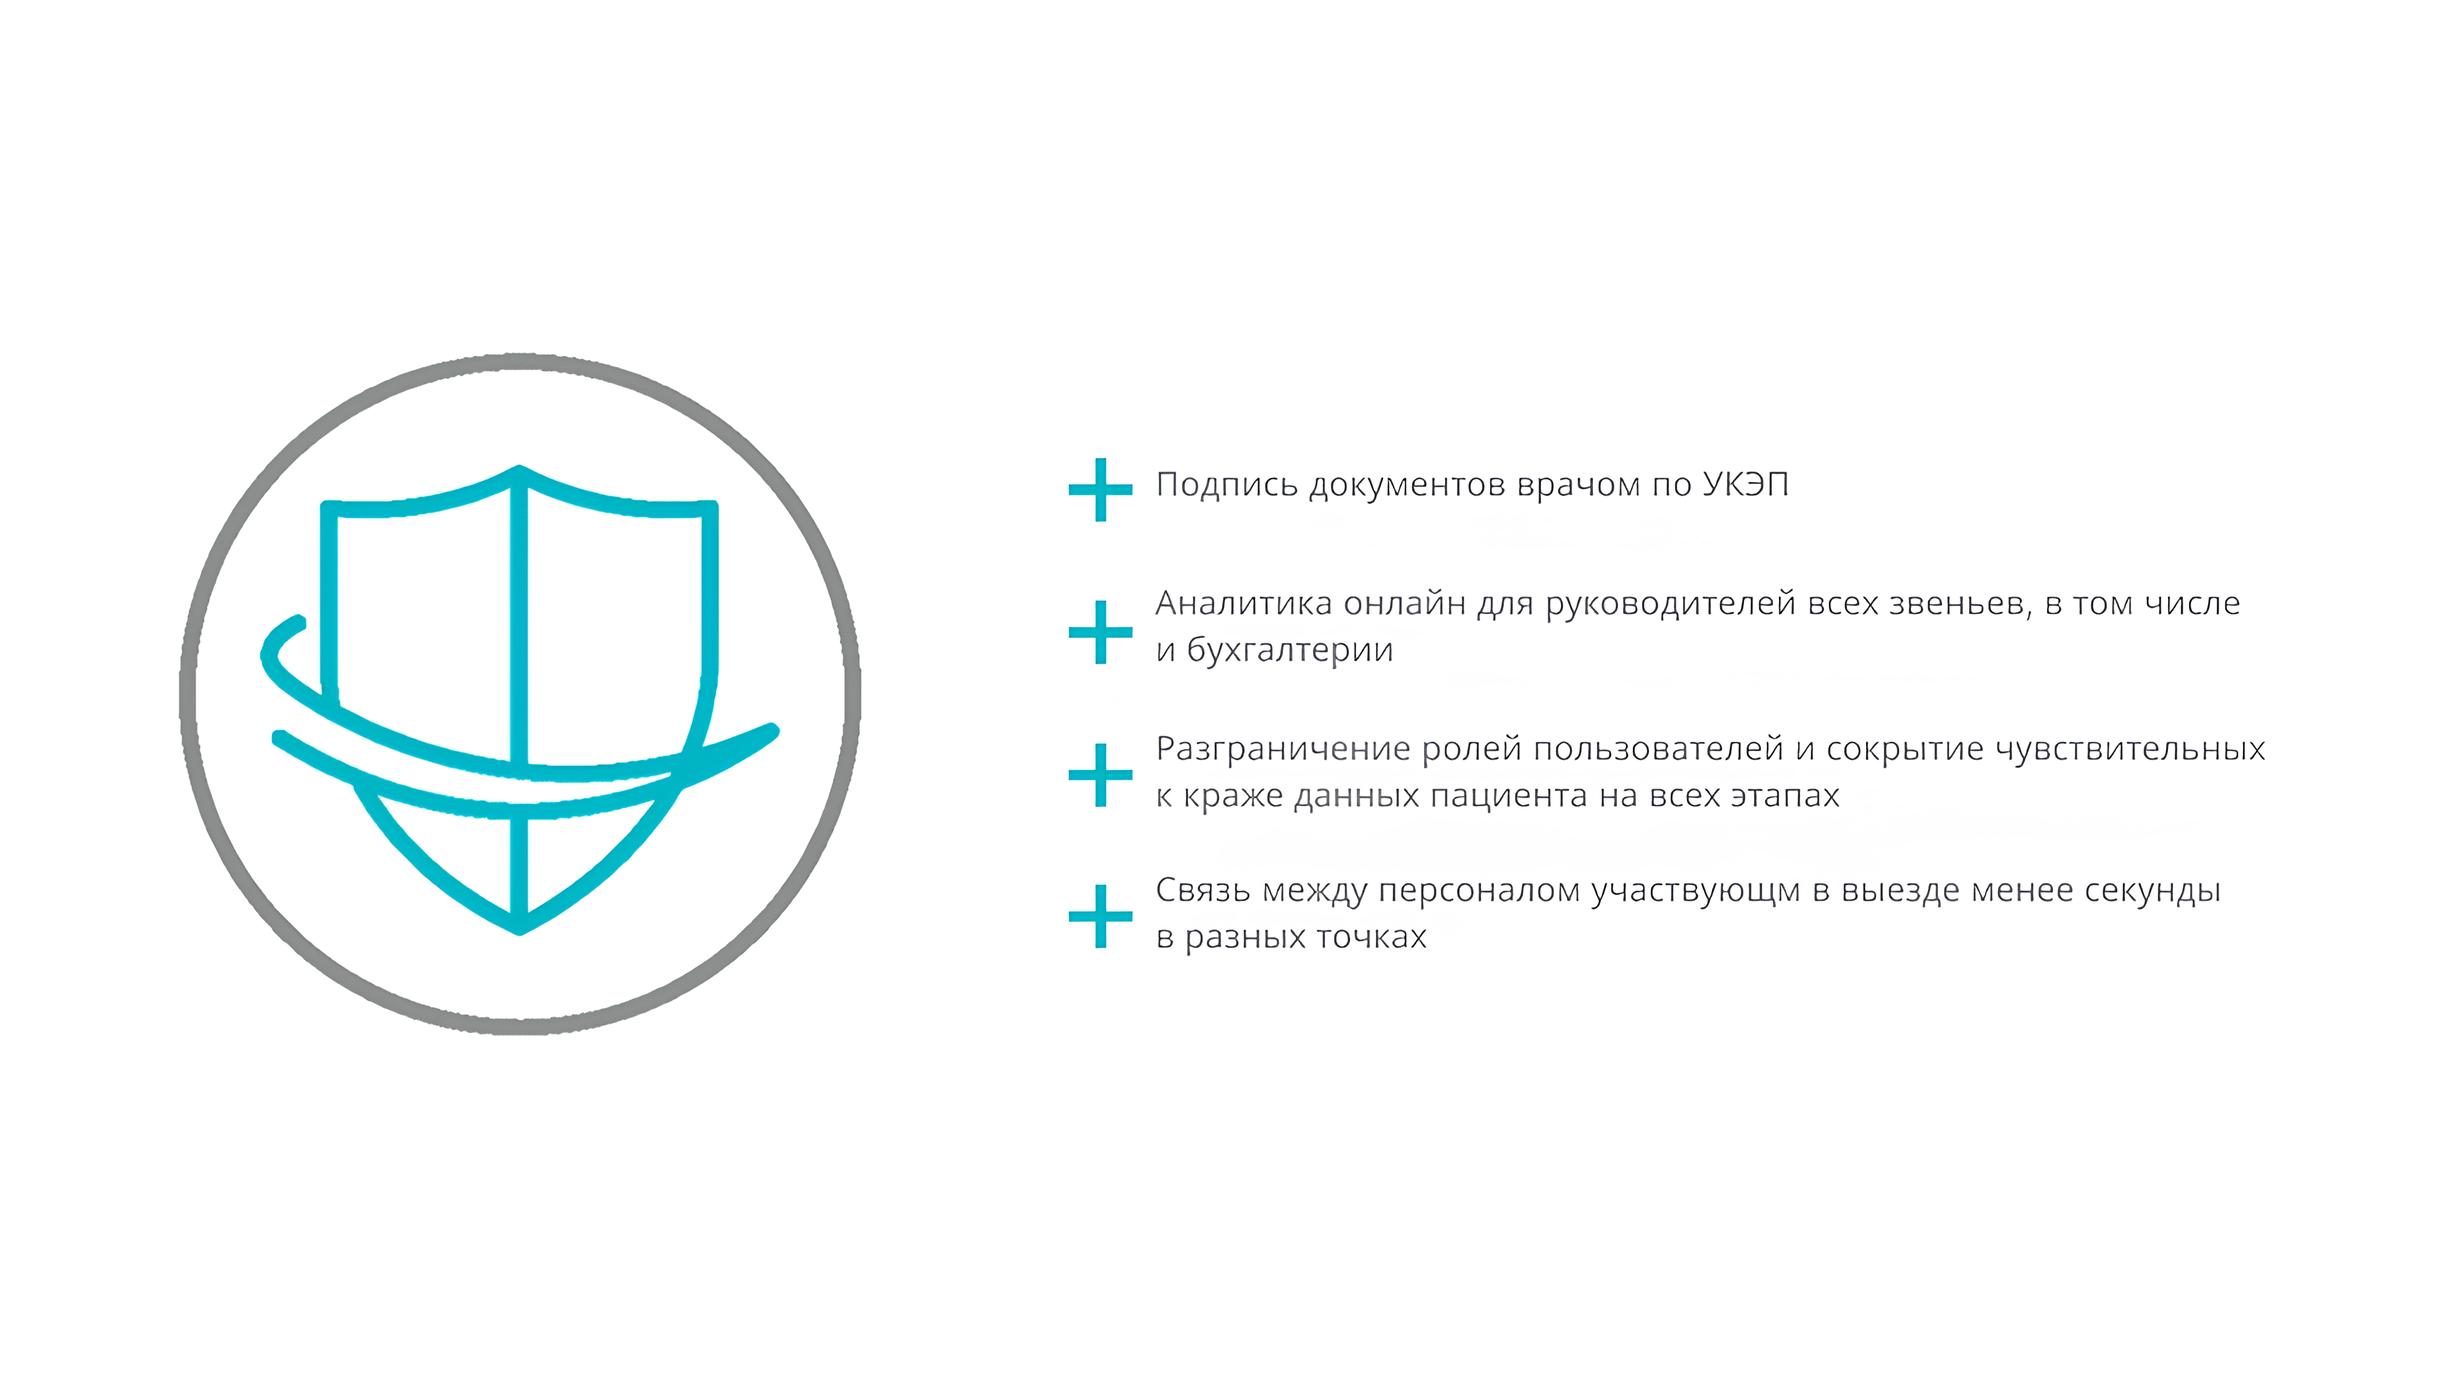 Подпись документов врачом по УКЭП
Аналитика онлайн для руководителей всех звеньев, в том числе
и бухгалтерии
Разграничение ролей пользователей и сокрытие чувствительных
к краже данных пациента на всех этапах
Связь между персоналом участвующм в выезде менее секунды
в разных точках